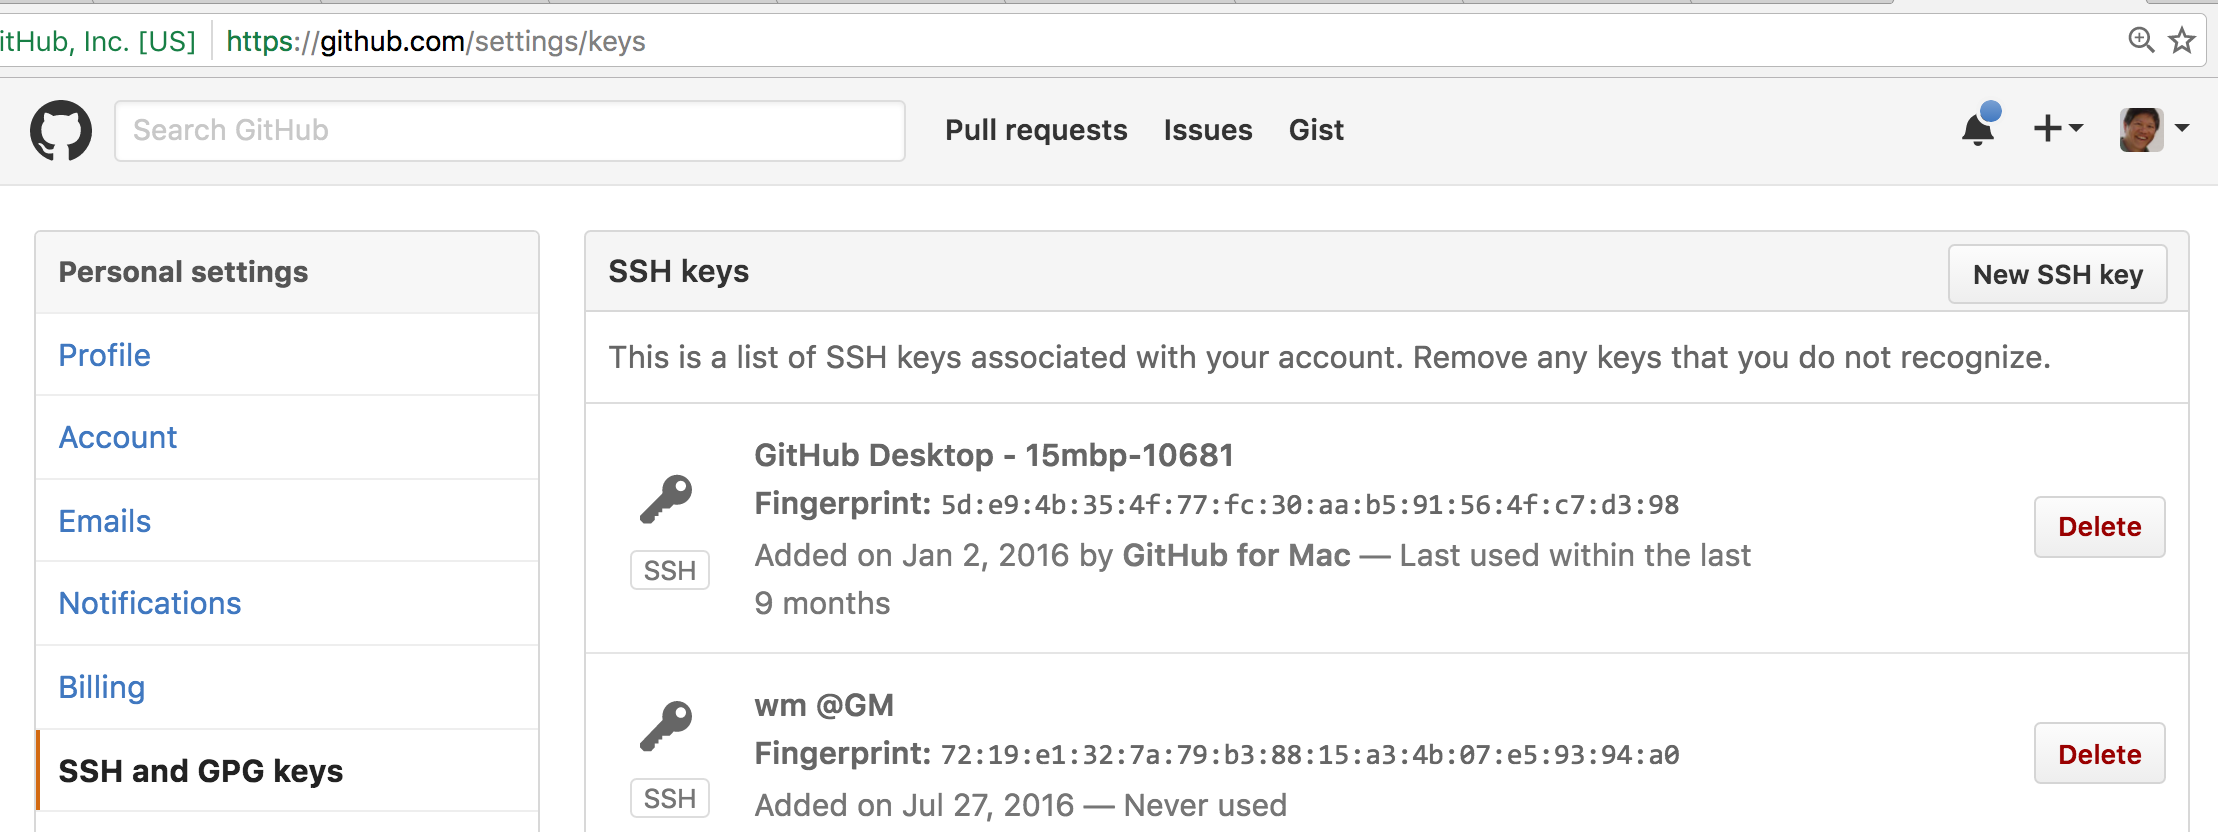 itHub, Inc. [US] https://github.com/settings/keys
Search GitHub Pull requests Issues Gist
Personal settings
Profile
Account
Emails
Notifications
Billing
SSH and GPG keys
SSH keys New SSH key
This is a list of SSH keys associated with your account. Remove any keys that you do not recognize.
GitHub Desktop - 15mbp-10681
Fingerprint: 5d:e9:4b:35:4f:77:fc:30:aa:b5:91:56:4f:c7:d3:98
Added on Jan 2, 2016 by GitHub for Mac — Last used within the last
9 months
SSH
Delete
wm @GM
Fingerprint: 72:19:e1:32:7a:79:b3:88:15:a3:4b:07:e5:93:94:a0
Added on Jul 27, 2016 — Never used
SSH
Delete